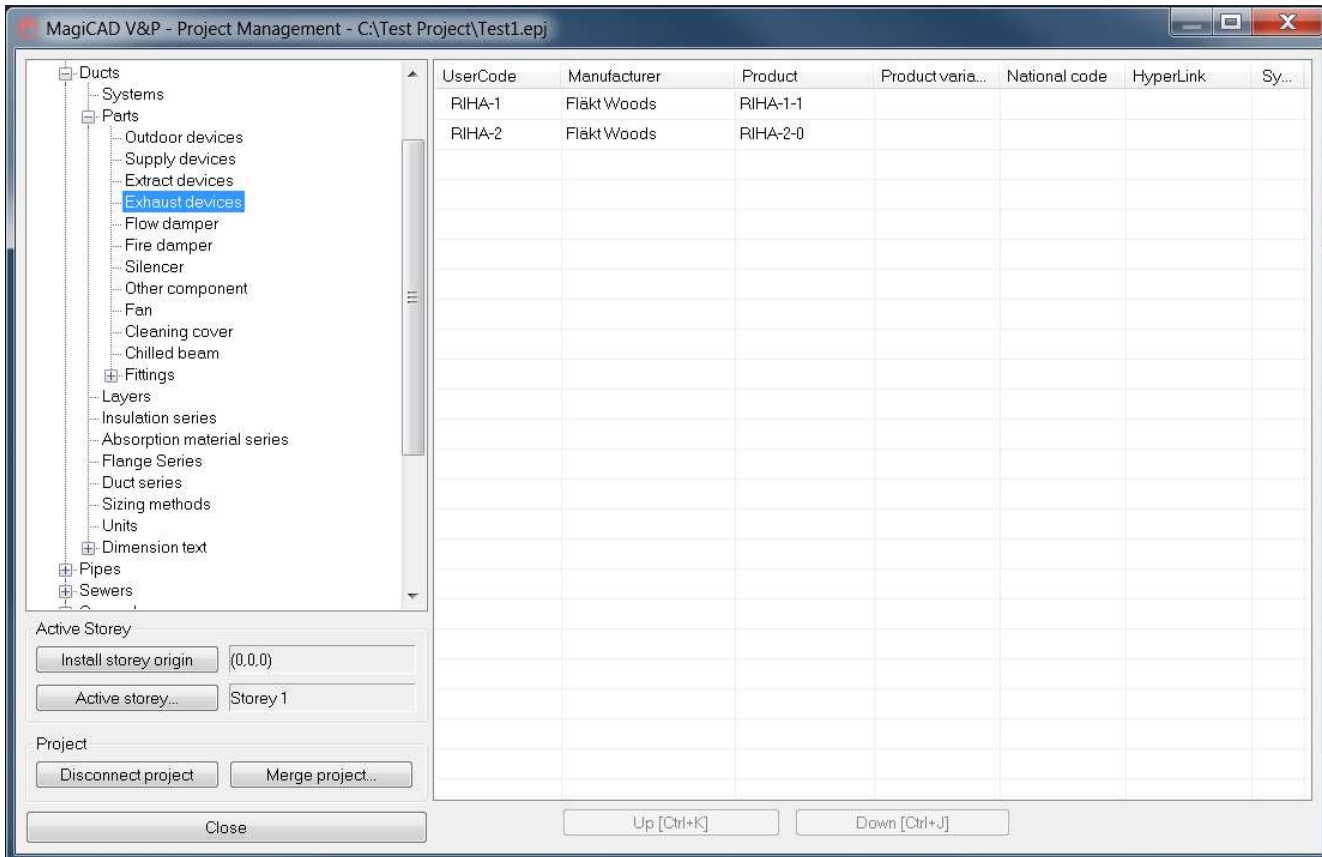 MagiCAD V&P - Project Management - C:\Test Project\Test1.epj
Ducts
Systems
Parts
Outdoor devices
Supply devices
Extract devices
Exhaust devices
Flow damper
Fire damper
Silencer
Other component
Fan
Cleaning cover
Chilled beam
Fittings
Layers
Insulation series
Absorption material series
Flange Series
Duct series
Sizing methods
Units
Dimension text
Pipes
Sewers
Active Storey
Install storey origin (0,0,0)
Active storey... Storey 1
Project
Disconnect project Merge project...
Close
UserCode Manufacturer Product Product varia... National code HyperLink Sy...
RIHA-1 Fläkt Woods RIHA-1-1
RIHA-2 Fläkt Woods RIHA-2-0
Up [Ctrl+K] Down [Ctrl+J]